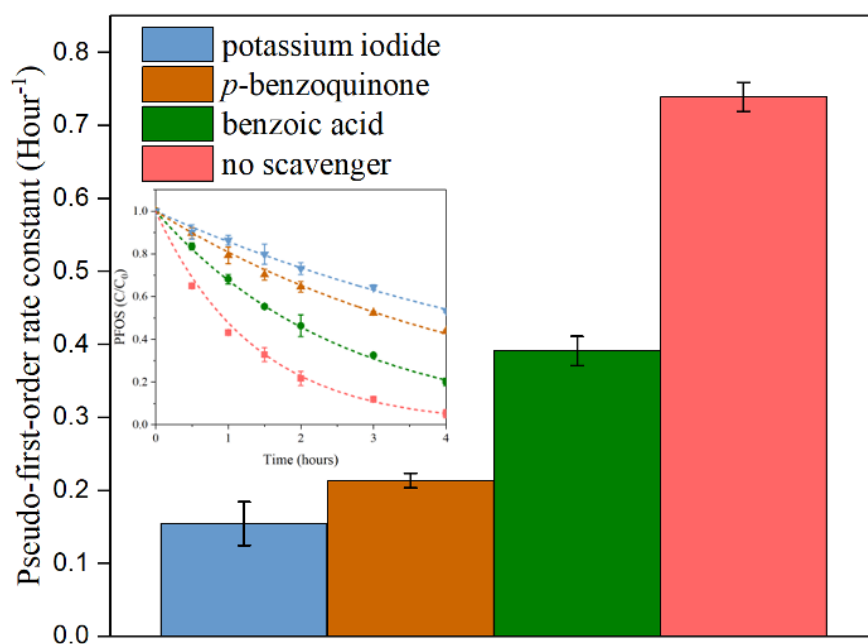 potassium iodide
p-benzoquinone
benzoic acid
no scavenger
Pseudo-first-order rate constant (Hour⁻¹)
0.8
0.7
0.6
0.5
0.4
0.3
0.2
0.1
0.0
PFOS (C/C₀)
1.0
0.8
0.6
0.4
0.2
0.0
0 1 2 3 4
Time (hours)